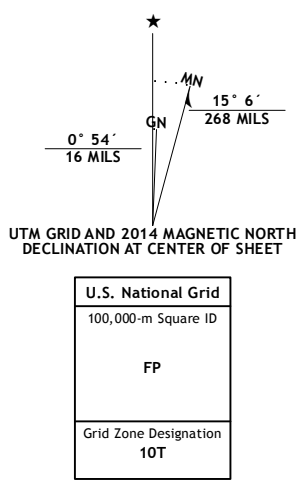 ★
MN
15° 6´
268 MILS
GN
0° 54´
16 MILS
UTM GRID AND 2014 MAGNETIC NORTH
DECLINATION AT CENTER OF SHEET
U.S. National Grid
100,000-m Square ID
FP
Grid Zone Designation
10T